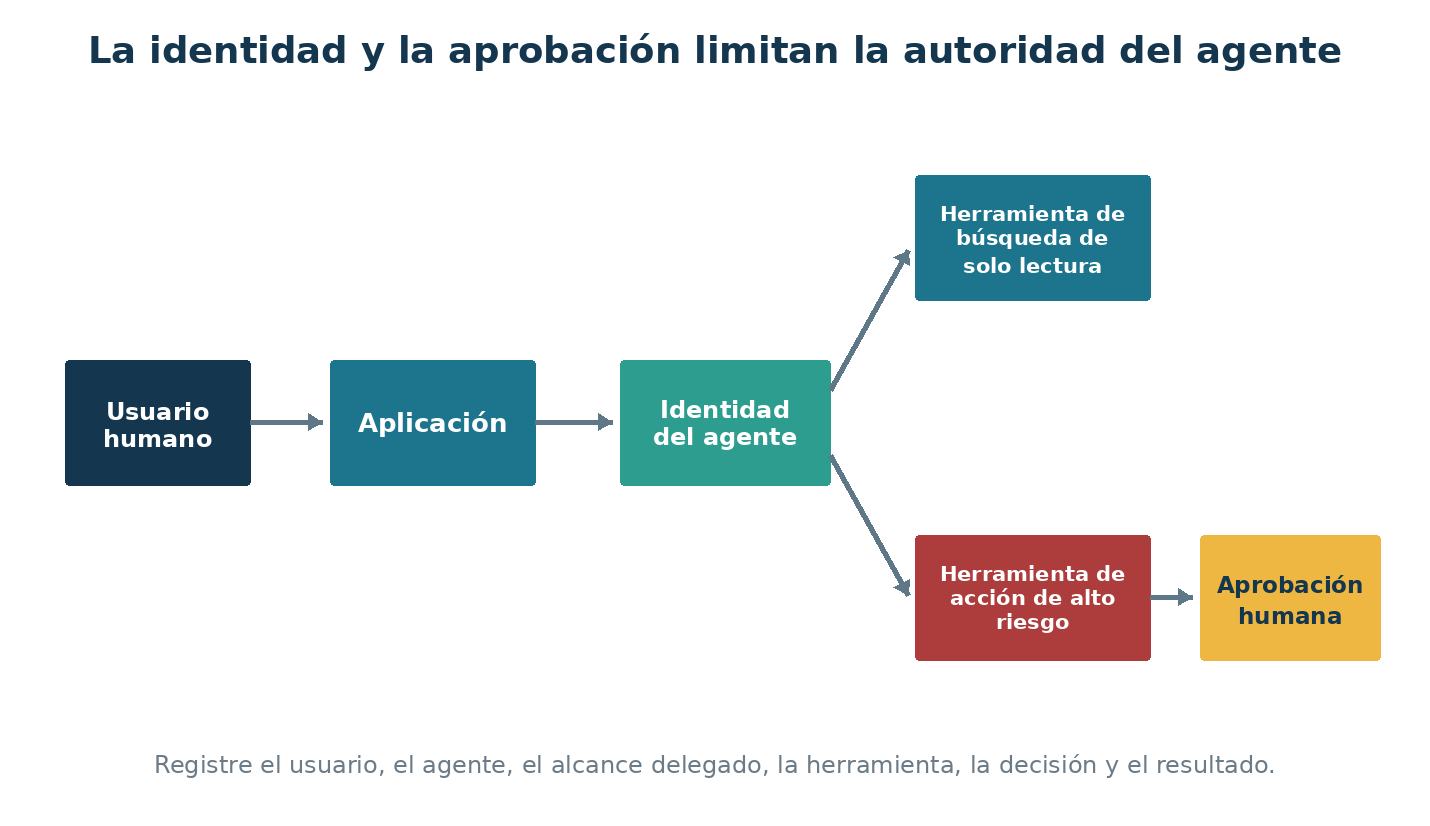 La identidad y la aprobación limitan la autoridad del agente
Herramienta de
búsqueda de
solo lectura
Usuario
humano
Aplicación
Identidad
del agente
Herramienta de
acción de alto
riesgo
Aprobación
humana
Registre el usuario, el agente, el alcance delegado, la herramienta, la decisión y el resultado.